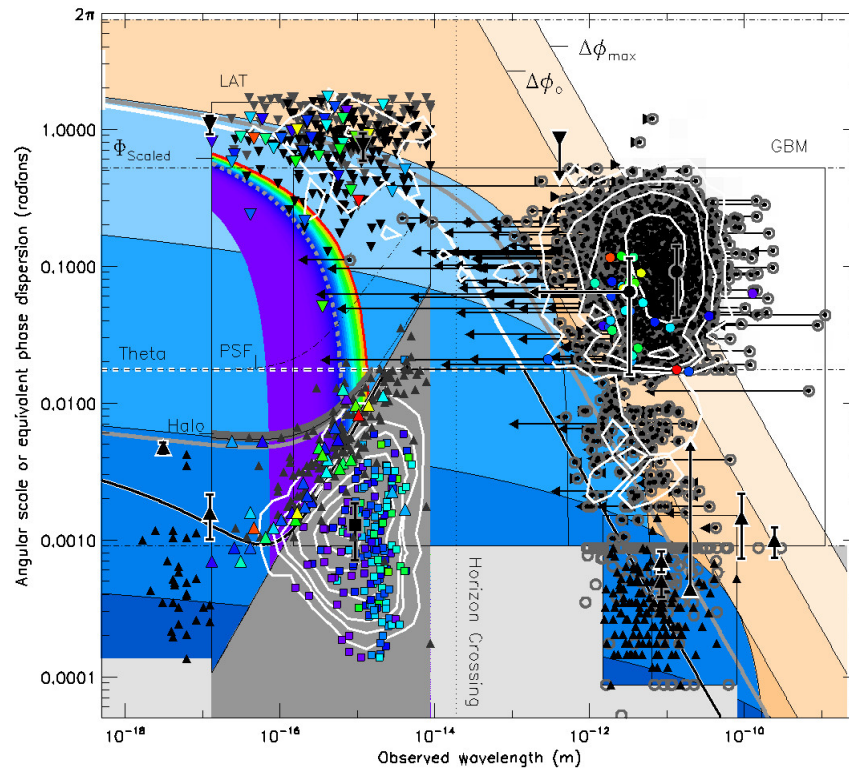 2π
LAT
Δφmax
Δφo
1.0000
GBM
ΦScaled
0.1000
Theta
PSF
0.0100
Halo
0.0010
Horizon Crossing
0.0001
10⁻¹⁸
10⁻¹⁶
10⁻¹⁴
10⁻¹²
10⁻¹⁰
Observed wavelength (m)
Angular scale or equivalent phase dispersion (radians)